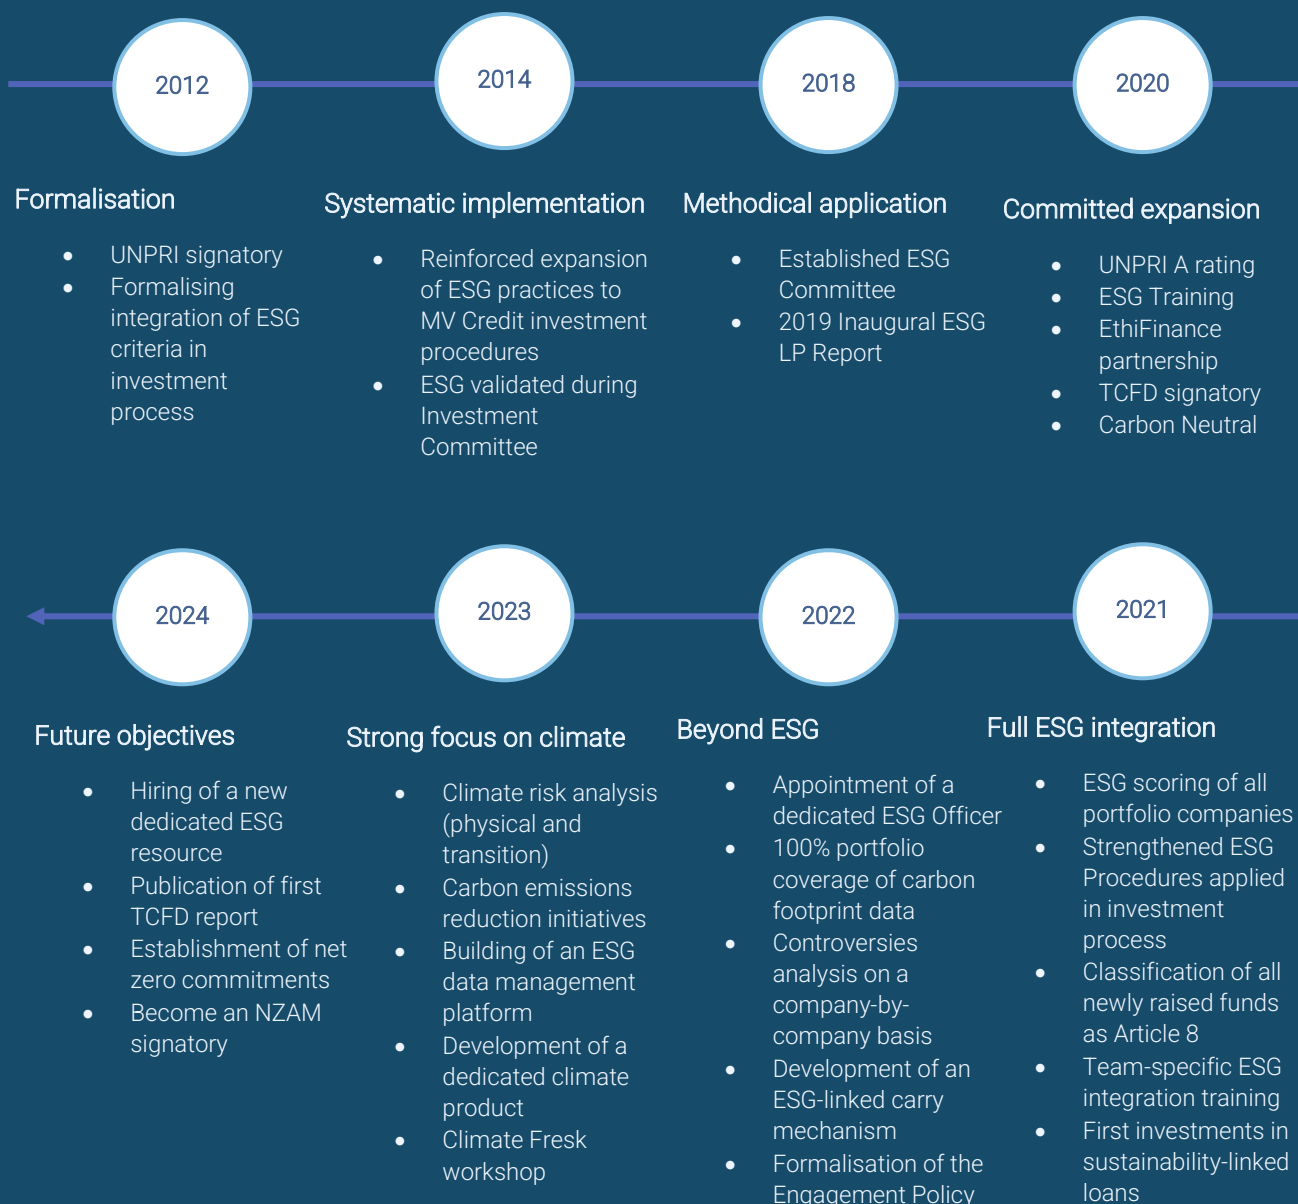 2012
Formalisation
• UNPRI signatory
• Formalising
integration of ESG
criteria in
investment
process
2014
Systematic implementation
• Reinforced expansion
of ESG practices to
MV Credit investment
procedures
• ESG validated during
Investment
Committee
2018
Methodical application
• Established ESG
Committee
• 2019 Inaugural ESG
LP Report
2020
Committed expansion
• UNPRI A rating
• ESG Training
• EthiFinance
partnership
• TCFD signatory
• Carbon Neutral
2021
Full ESG integration
• ESG scoring of all
portfolio companies
• Strengthened ESG
Procedures applied
in investment
process
• Classification of all
newly raised funds
as Article 8
• Team-specific ESG
integration training
• First investments in
sustainability-linked
loans
2022
Beyond ESG
• Appointment of a
dedicated ESG Officer
• 100% portfolio
coverage of carbon
footprint data
• Controversies
analysis on a
company-by-
company basis
• Development of an
ESG-linked carry
mechanism
• Formalisation of the
Engagement Policy
2023
Strong focus on climate
• Climate risk analysis
(physical and
transition)
• Carbon emissions
reduction initiatives
• Building of an ESG
data management
platform
• Development of a
dedicated climate
product
• Climate Fresk
workshop
2024
Future objectives
• Hiring of a new
dedicated ESG
resource
• Publication of first
TCFD report
• Establishment of net
zero commitments
• Become an NZAM
signatory